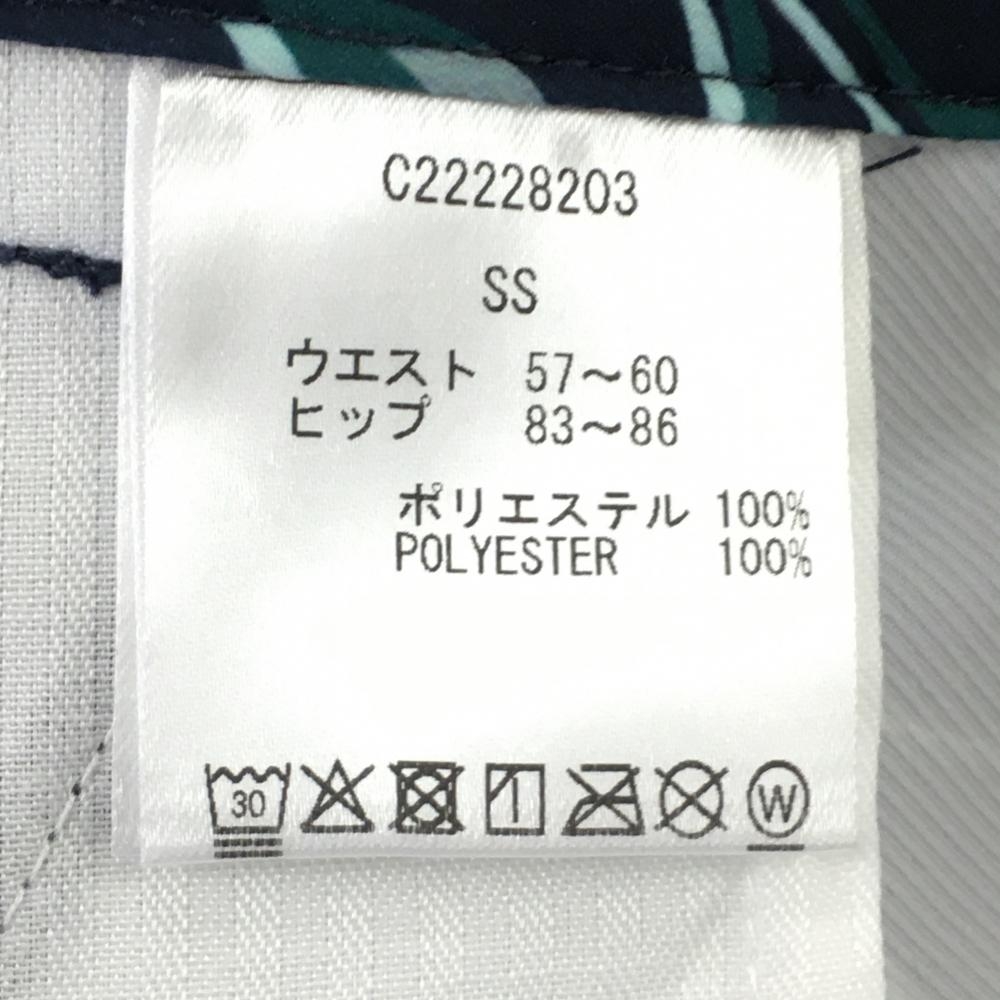 C22228203
SS
ウエスト 57～60
ヒップ 83～86
ポリエステル 100%
POLYESTER 100%
30 W